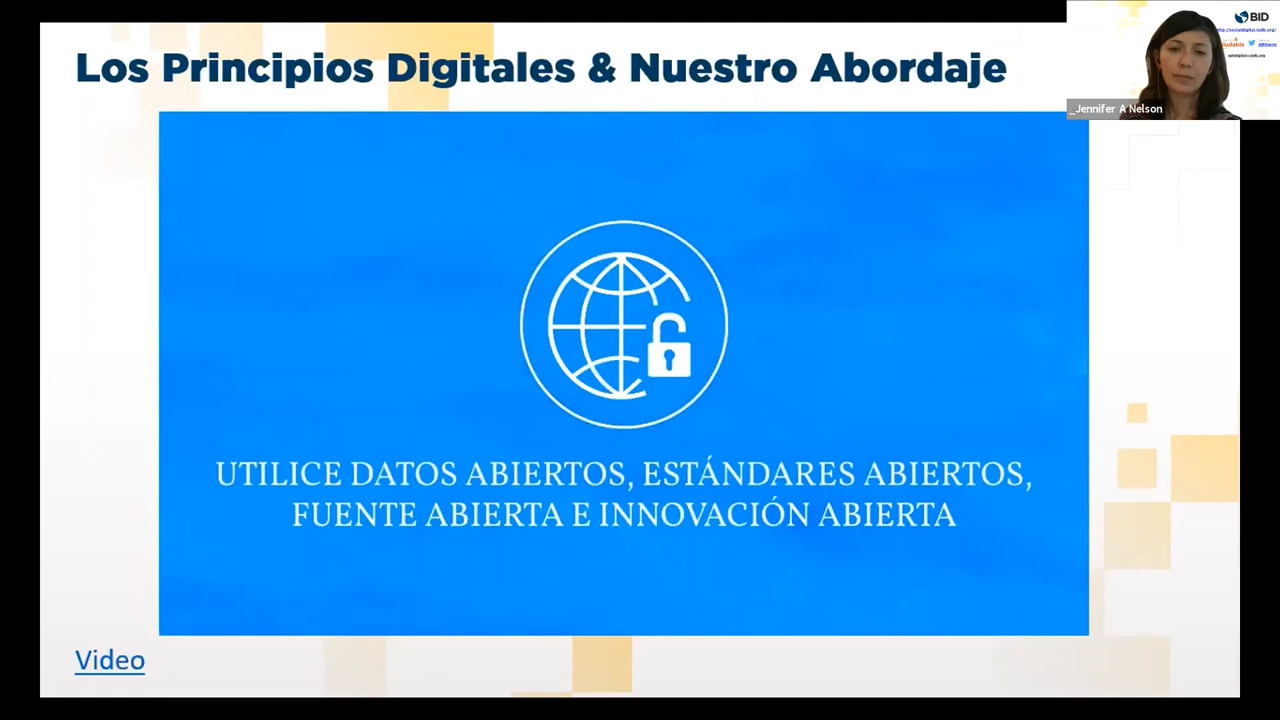 Los Principios Digitales & Nuestro Abordaje
BID
_Jennifer A Nelson
UTILICE DATOS ABIERTOS, ESTÁNDARES ABIERTOS,
FUENTE ABIERTA E INNOVACIÓN ABIERTA
Video